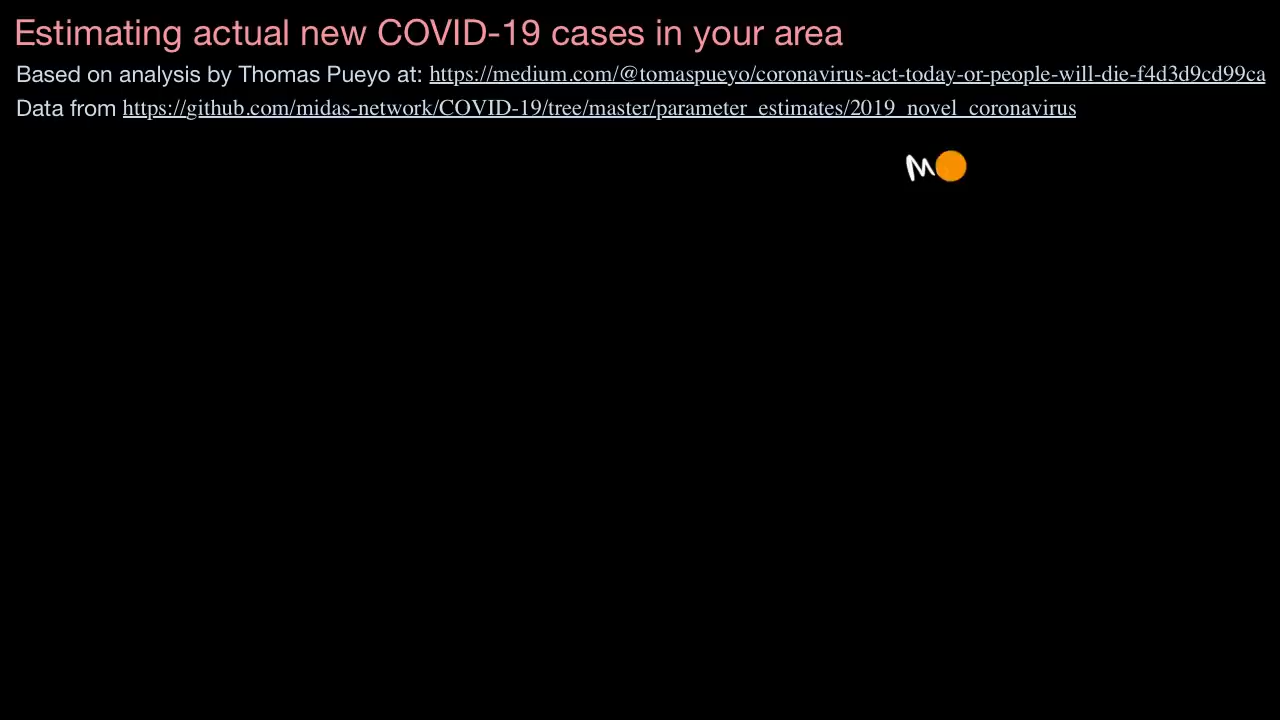 Estimating actual new COVID-19 cases in your area
Based on analysis by Thomas Pueyo at: https://medium.com/@tomaspueyo/coronavirus-act-today-or-people-will-die-f4d3d9cd99ca
Data from https://github.com/midas-network/COVID-19/tree/master/parameter_estimates/2019_novel_coronavirus